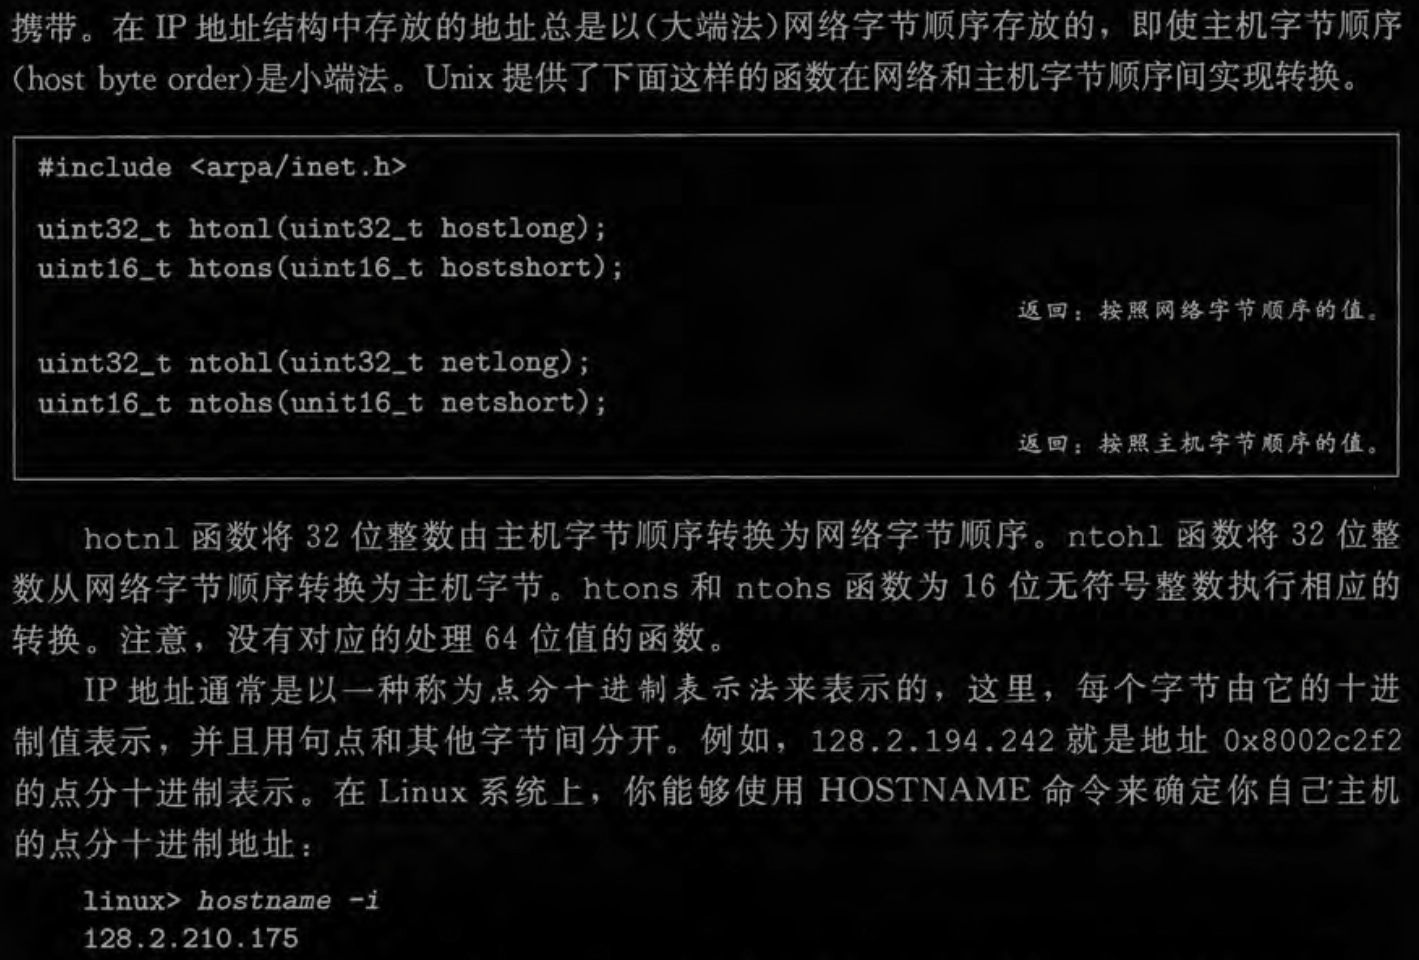 携带。在 IP 地址结构中存放的地址总是以(大端法)网络字节顺序存放的，即使主机字节顺序
(host byte order)是小端法。Unix 提供了下面这样的函数在网络和主机字节顺序间实现转换。
#include <arpa/inet.h>
uint32_t htonl(uint32_t hostlong);
uint16_t htons(uint16_t hostshort);
返回：按照网络字节顺序的值。
uint32_t ntohl(uint32_t netlong);
uint16_t ntohs(unit16_t netshort);
返回：按照主机字节顺序的值。
hotnl 函数将 32 位整数由主机字节顺序转换为网络字节顺序。ntohl 函数将 32 位整
数从网络字节顺序转换为主机字节。htons 和 ntohs 函数为 16 位无符号整数执行相应的
转换。注意，没有对应的处理 64 位值的函数。
IP 地址通常是以一种称为点分十进制表示法来表示的，这里，每个字节由它的十进
制值表示，并且用句点和其他字节间分开。例如，128.2.194.242 就是地址 0x8002c2f2
的点分十进制表示。在 Linux 系统上，你能够使用 HOSTNAME 命令来确定你自己主机
的点分十进制地址：
linux> hostname -i
128.2.210.175